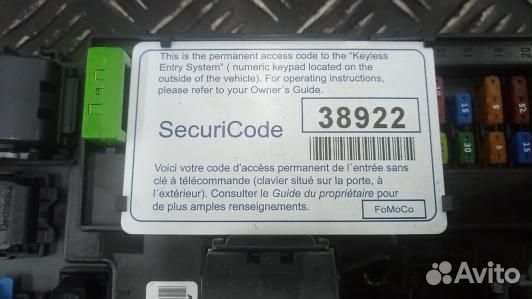 This is the permanent access code to the "Keyless
Entry System" ( numeric keypad located on the
outside of the vehicle). For operating instructions,
please refer to your Owner´s Guide.
SecuriCode
38922
Voici votre code d'accès permanent de l´entrée sans
clé à télécommande (clavier situé sur la porte, à
l´extérieur). Consulter le Guide du propriétaire pour
de plus amples renseignements.
FoMoCo
Avito